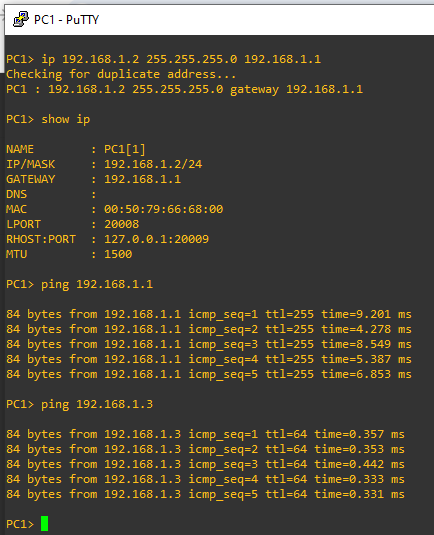 PC1 - PuTTY
PC1> ip 192.168.1.2 255.255.255.0 192.168.1.1
Checking for duplicate address...
PC1 : 192.168.1.2 255.255.255.0 gateway 192.168.1.1
PC1> show ip
NAME        : PC1[1]
IP/MASK     : 192.168.1.2/24
GATEWAY     : 192.168.1.1
DNS         :
MAC         : 00:50:79:66:68:00
LPORT       : 20008
RHOST:PORT  : 127.0.0.1:20009
MTU         : 1500
PC1> ping 192.168.1.1
84 bytes from 192.168.1.1 icmp_seq=1 ttl=255 time=9.201 ms
84 bytes from 192.168.1.1 icmp_seq=2 ttl=255 time=4.278 ms
84 bytes from 192.168.1.1 icmp_seq=3 ttl=255 time=8.549 ms
84 bytes from 192.168.1.1 icmp_seq=4 ttl=255 time=5.387 ms
84 bytes from 192.168.1.1 icmp_seq=5 ttl=255 time=6.853 ms
PC1> ping 192.168.1.3
84 bytes from 192.168.1.3 icmp_seq=1 ttl=64 time=0.357 ms
84 bytes from 192.168.1.3 icmp_seq=2 ttl=64 time=0.353 ms
84 bytes from 192.168.1.3 icmp_seq=3 ttl=64 time=0.442 ms
84 bytes from 192.168.1.3 icmp_seq=4 ttl=64 time=0.333 ms
84 bytes from 192.168.1.3 icmp_seq=5 ttl=64 time=0.331 ms
PC1>